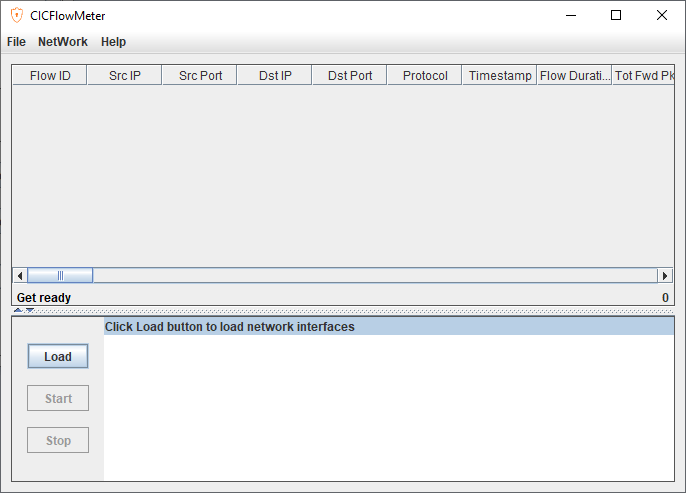 CICFlowMeter
File NetWork Help
Flow ID Src IP Src Port Dst IP Dst Port Protocol Timestamp Flow Durati... Tot Fwd Pk
Get ready 0
Click Load button to load network interfaces
Load
Start
Stop